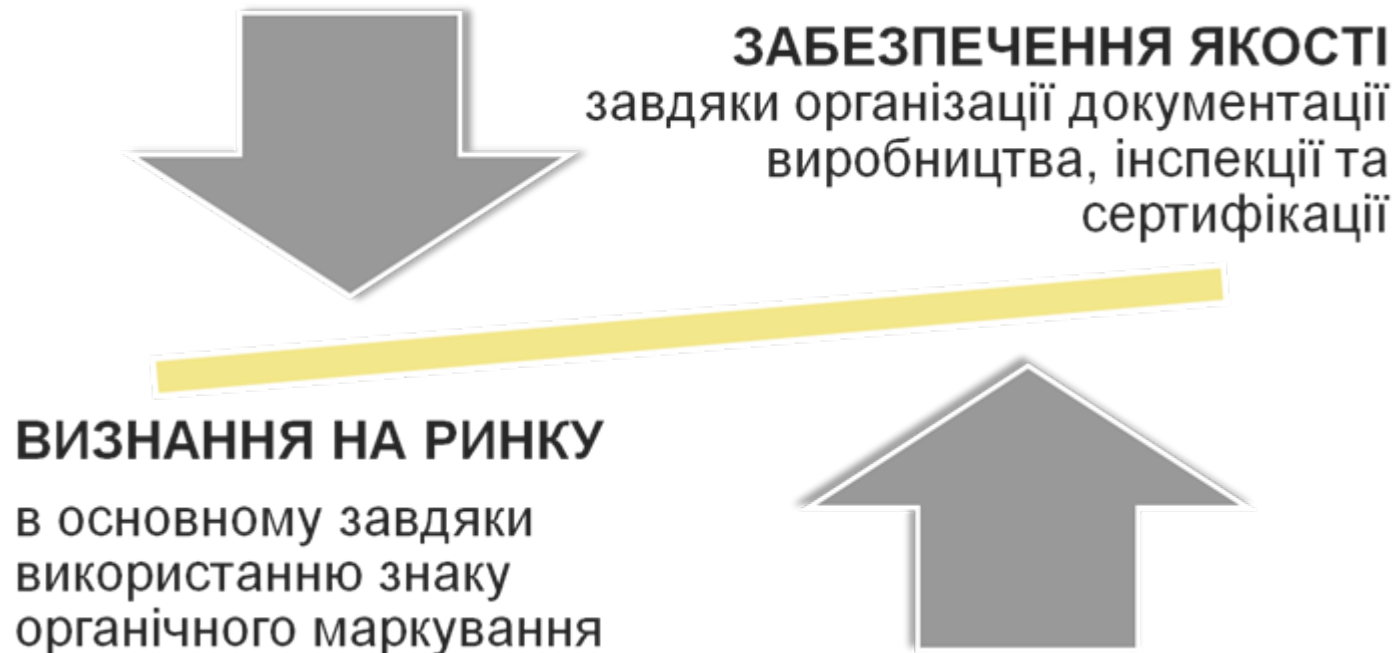 ЗАБЕЗПЕЧЕННЯ ЯКОСТІ
завдяки організації документації
виробництва, інспекції та
сертифікації
ВИЗНАННЯ НА РИНКУ
в основному завдяки
використанню знаку
органічного маркування